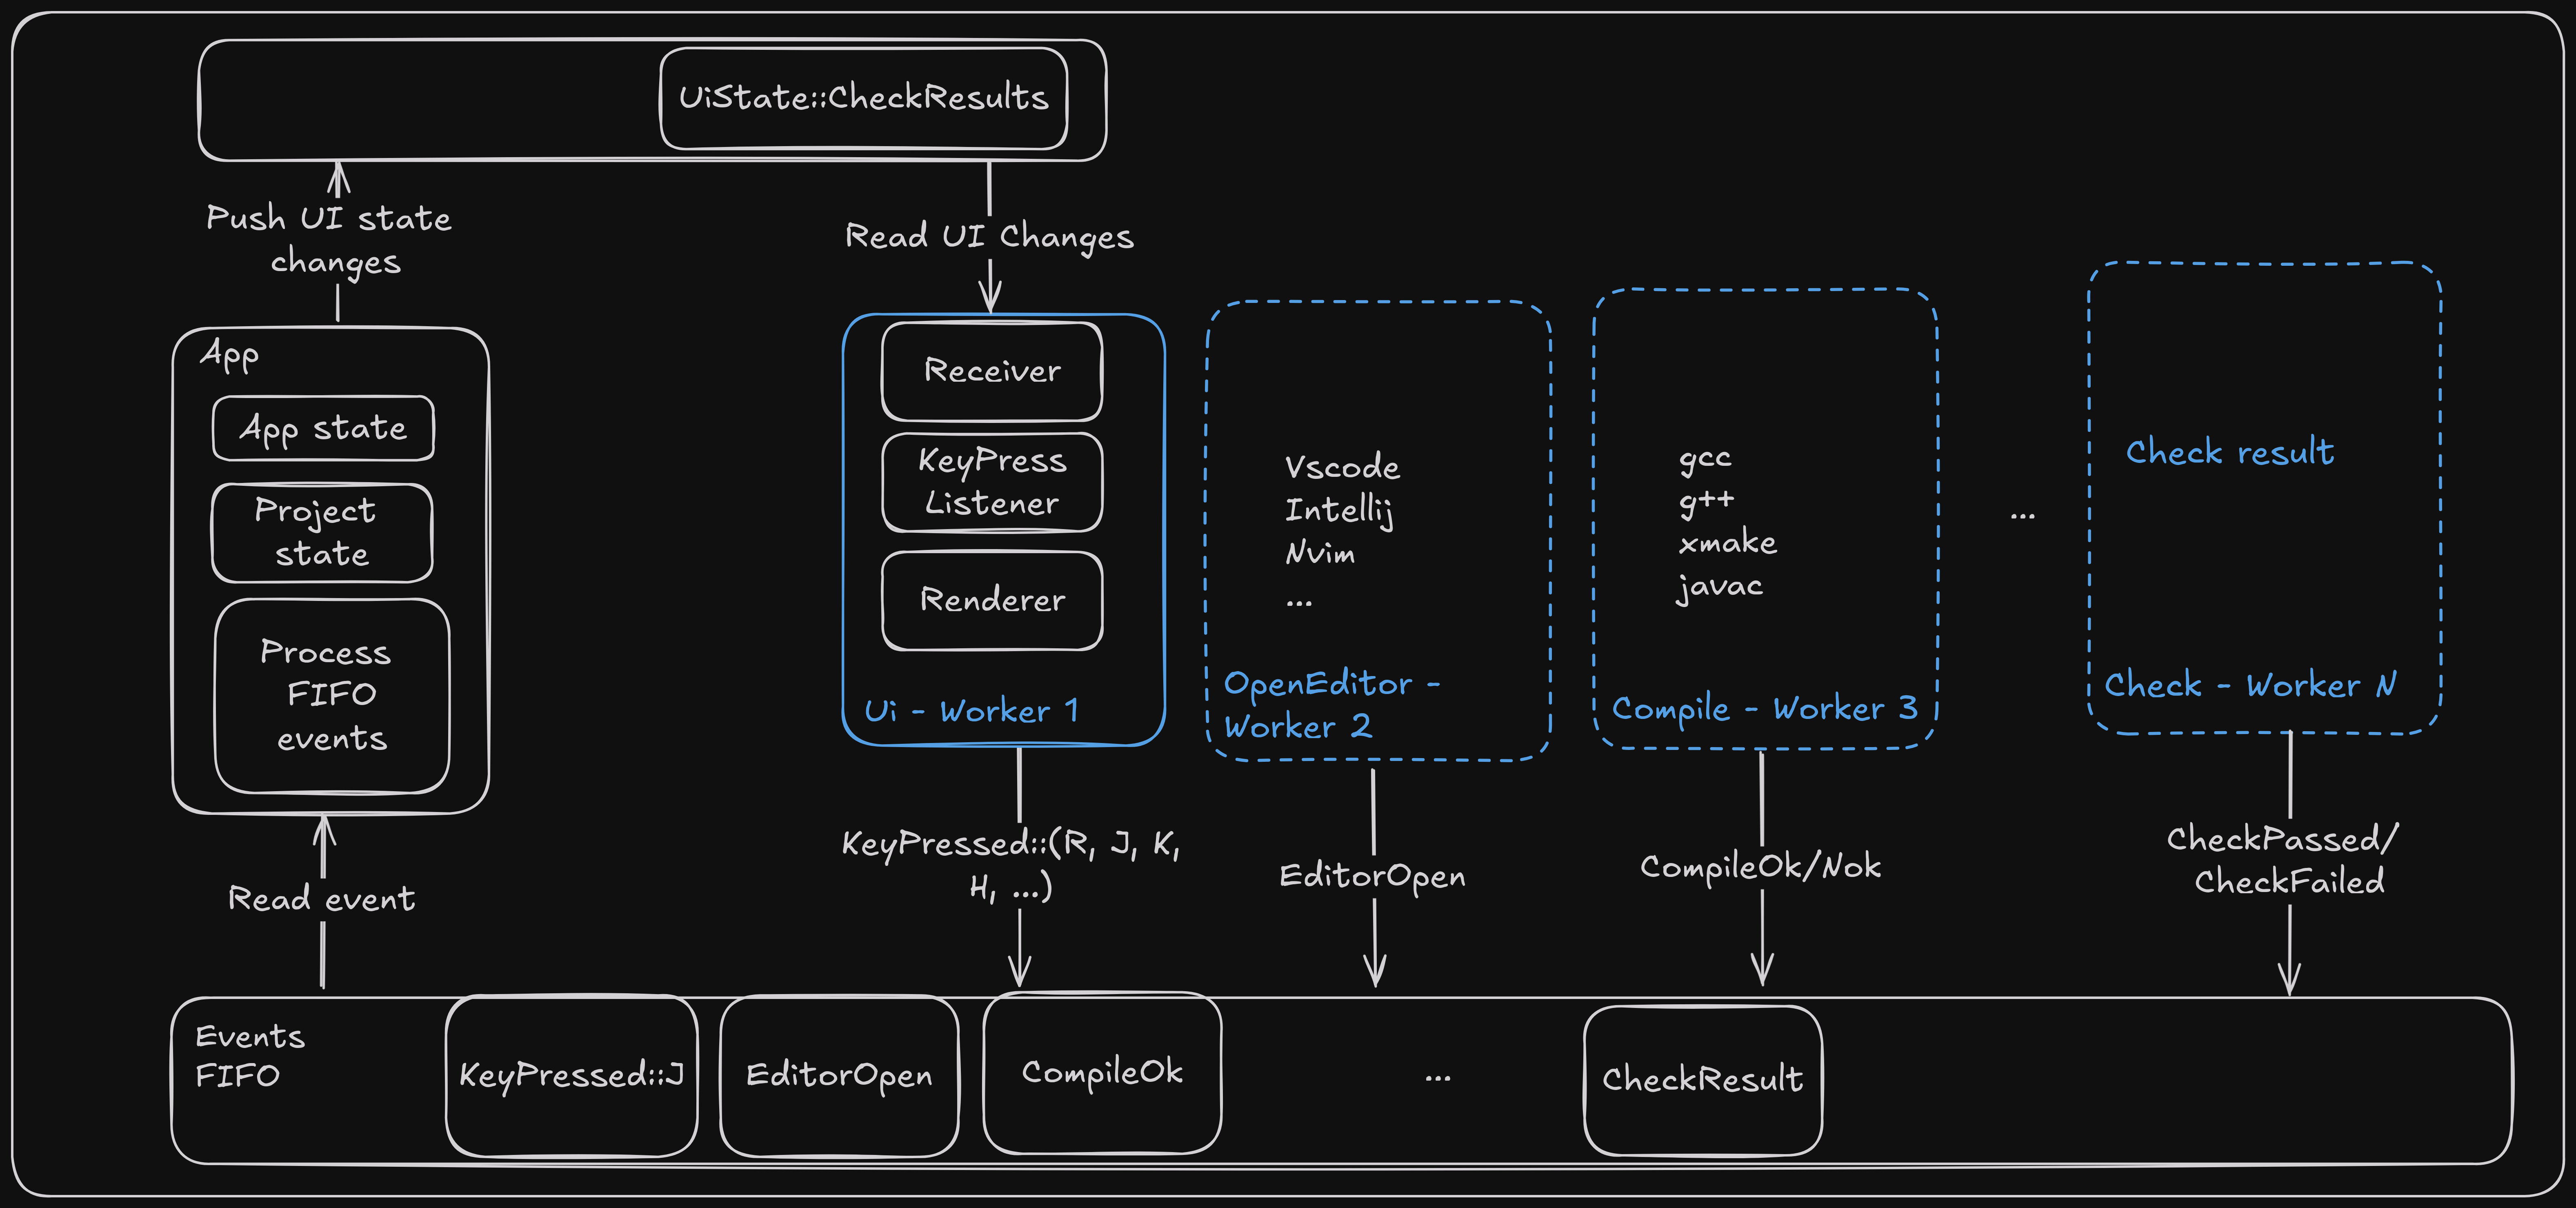 UiState::CheckResults
Push UI state
changes
Read UI Changes
App
App state
Project
state
Process
FIFO
events
Receiver
KeyPress
Listener
Renderer
Ui - Worker 1
Vscode
Intellij
Nvim
...
OpenEditor -
Worker 2
gcc
g++
xmake
javac
Compile - Worker 3
...
Check result
Check - Worker N
Read event
KeyPressed::(R, J, K,
H, ...)
EditorOpen
CompileOk/Nok
CheckPassed/
CheckFailed
Events
FIFO
KeyPressed::J
EditorOpen
CompileOk
...
CheckResult